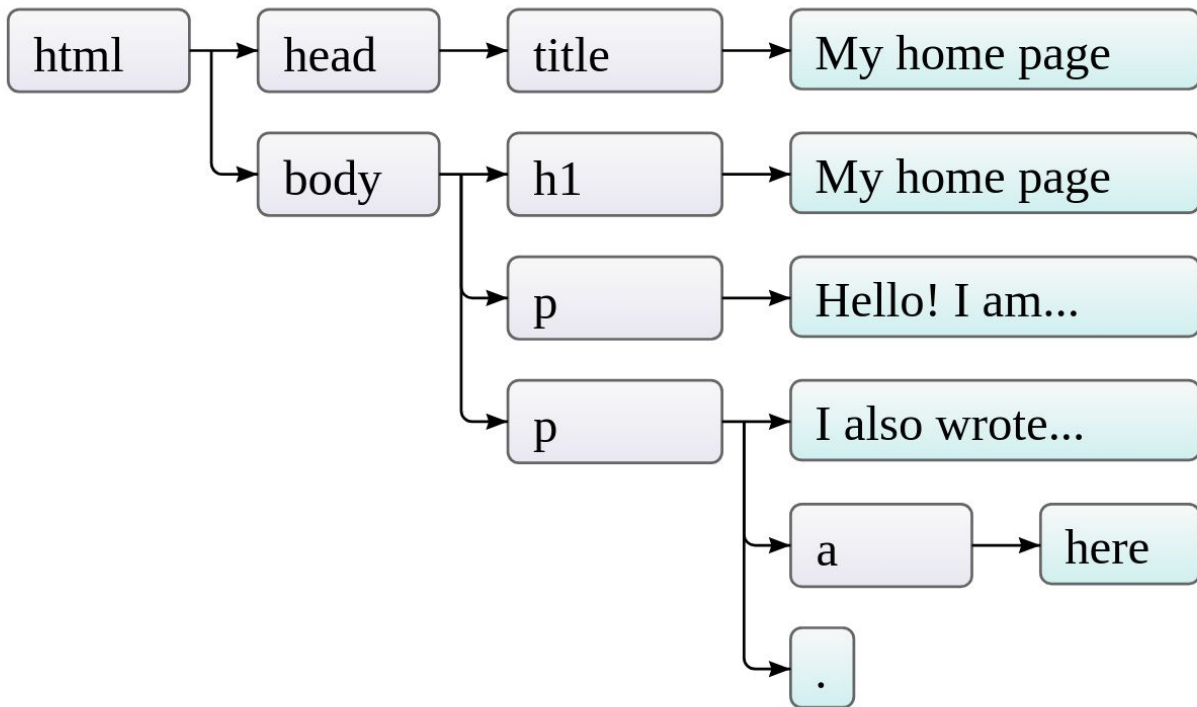 html
head
title
My home page
body
h1
My home page
p
Hello! I am...
p
I also wrote...
a
here
.